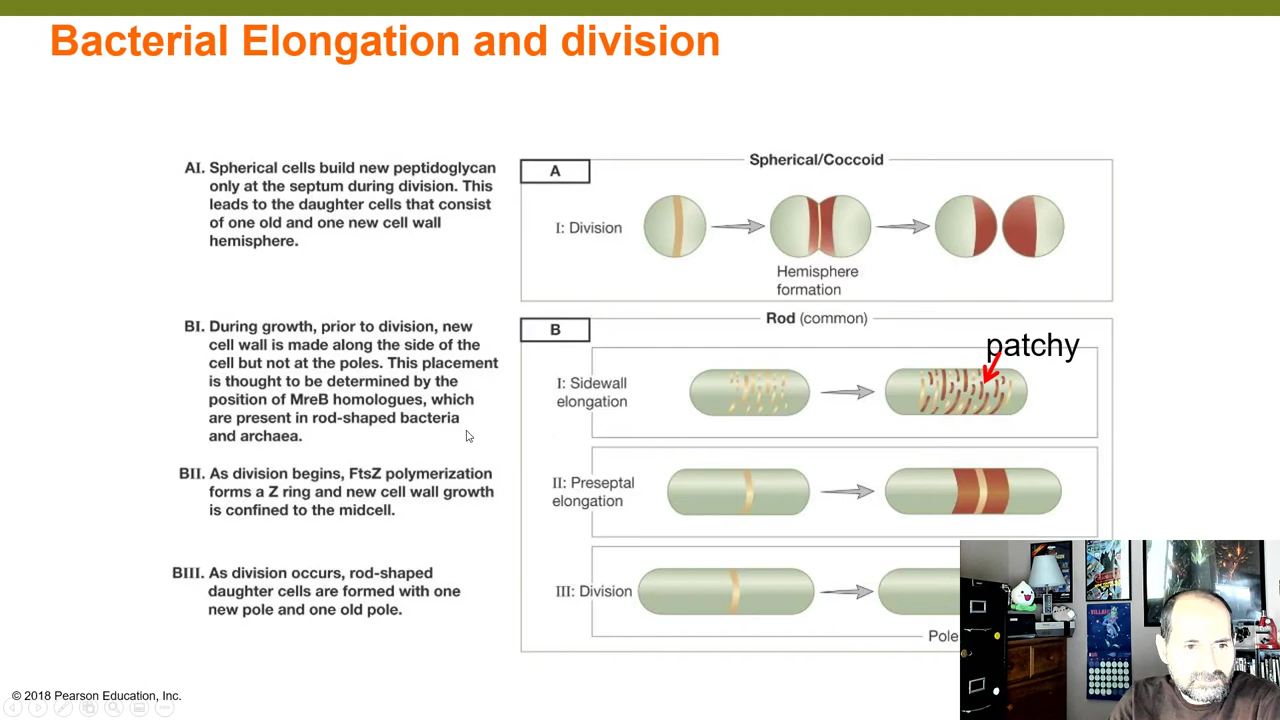 Bacterial Elongation and division
AI. Spherical cells build new peptidoglycan
only at the septum during division. This
leads to the daughter cells that consist
of one old and one new cell wall
hemisphere.
BI. During growth, prior to division, new
cell wall is made along the side of the
cell but not at the poles. This placement
is thought to be determined by the
position of MreB homologues, which
are present in rod-shaped bacteria
and archaea.
BII. As division begins, FtsZ polymerization
forms a Z ring and new cell wall growth
is confined to the midcell.
BIII. As division occurs, rod-shaped
daughter cells are formed with one
new pole and one old pole.
A
Spherical/Coccoid
I: Division
Hemisphere
formation
B
Rod (common)
patchy
I: Sidewall
elongation
II: Preseptal
elongation
III: Division
Pole
© 2018 Pearson Education, Inc.